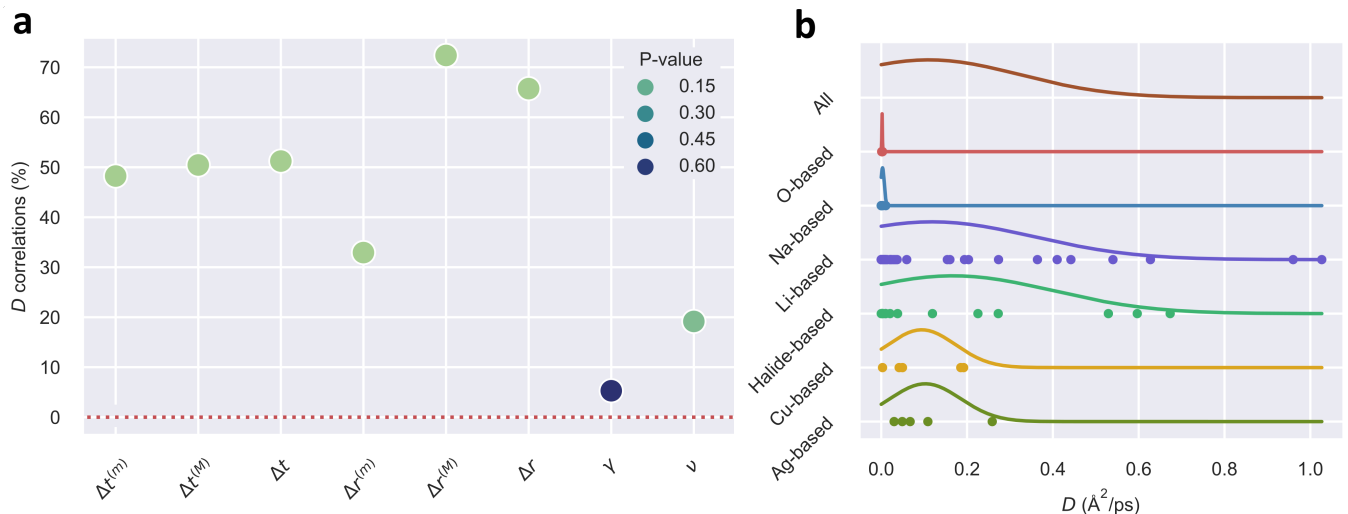 a
D correlations (%)
70
60
50
40
30
20
10
0
P-value
0.15
0.30
0.45
0.60
Δt⁽ᵐ⁾
Δt⁽ᴹ⁾
Δt
Δr⁽ᵐ⁾
Δr⁽ᴹ⁾
Δr
γ
ν
b
All
O-based
Na-based
Li-based
Halide-based
Cu-based
Ag-based
0.0
0.2
0.4
0.6
0.8
1.0
D (Å²/ps)